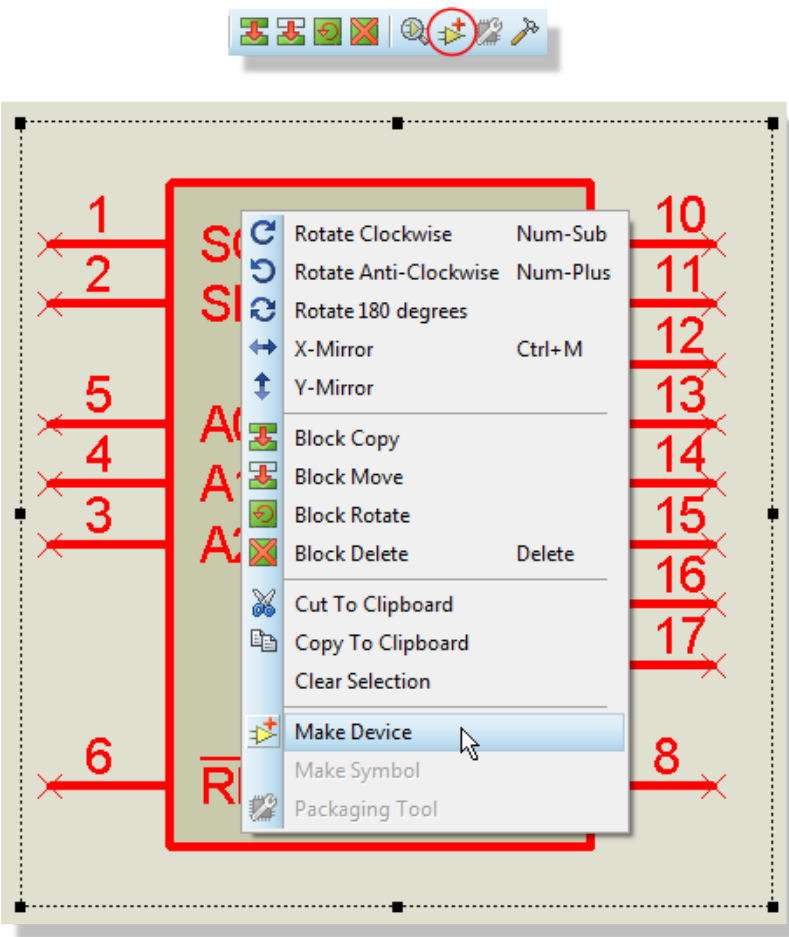 1
10
2
11
12
5
13
4
14
3
15
16
17
6
8
Rotate Clockwise Num-Sub
Rotate Anti-Clockwise Num-Plus
Rotate 180 degrees
X-Mirror Ctrl+M
Y-Mirror
Block Copy
Block Move
Block Rotate
Block Delete Delete
Cut To Clipboard
Copy To Clipboard
Clear Selection
Make Device
Make Symbol
Packaging Tool